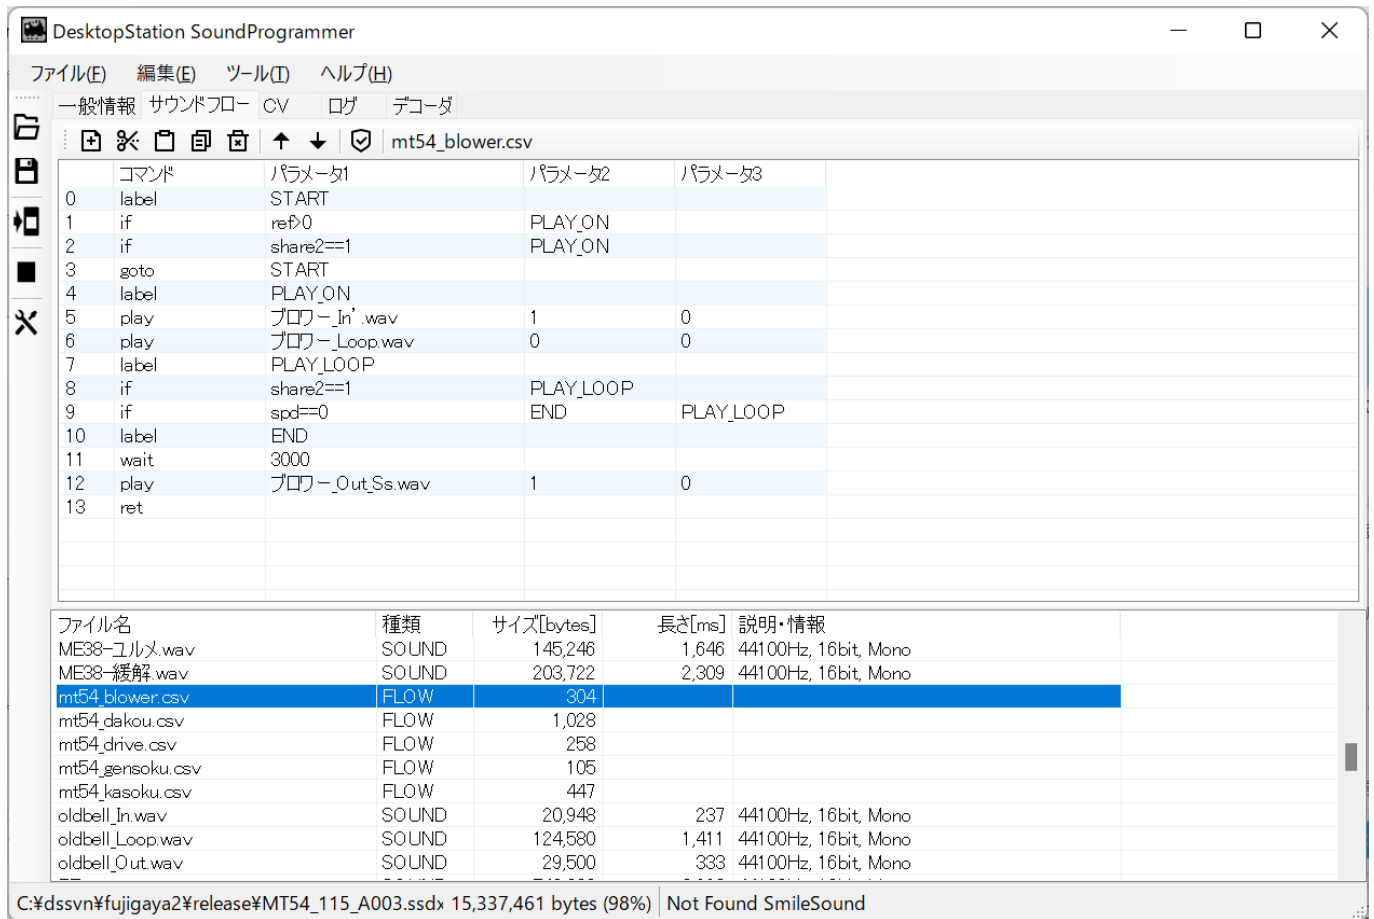 DesktopStation SoundProgrammer
ファイル(F) 編集(E) ツール(T) ヘルプ(H)
一般情報 サウンドフロー CV ログ デコーダ
mt54_blower.csv
コマンド パラメータ1 パラメータ2 パラメータ3
0 label START
1 if ref>0 PLAY_ON
2 if share2==1 PLAY_ON
3 goto START
4 label PLAY_ON
5 play ブロワー_In’.wav 1 0
6 play ブロワー_Loop.wav 0 0
7 label PLAY_LOOP
8 if share2==1 PLAY_LOOP
9 if spd==0 END PLAY_LOOP
10 label END
11 wait 3000
12 play ブロワー_Out_Ss.wav 1 0
13 ret
ファイル名 種類 サイズ[bytes] 長さ[ms] 説明・情報
ME38-ユルメ.wav SOUND 145,246 1,646 44100Hz, 16bit, Mono
ME38-緩解.wav SOUND 203,722 2,309 44100Hz, 16bit, Mono
mt54_blower.csv FLOW 304
mt54_dakou.csv FLOW 1,028
mt54_drive.csv FLOW 258
mt54_gensoku.csv FLOW 105
mt54_kasoku.csv FLOW 447
oldbell_In.wav SOUND 20,948 237 44100Hz, 16bit, Mono
oldbell_Loop.wav SOUND 124,580 1,411 44100Hz, 16bit, Mono
oldbell_Out.wav SOUND 29,500 333 44100Hz, 16bit, Mono
C:¥dssvn¥fujigaya2¥release¥MT54_115_A003.ssdx 15,337,461 bytes (98%) Not Found SmileSound